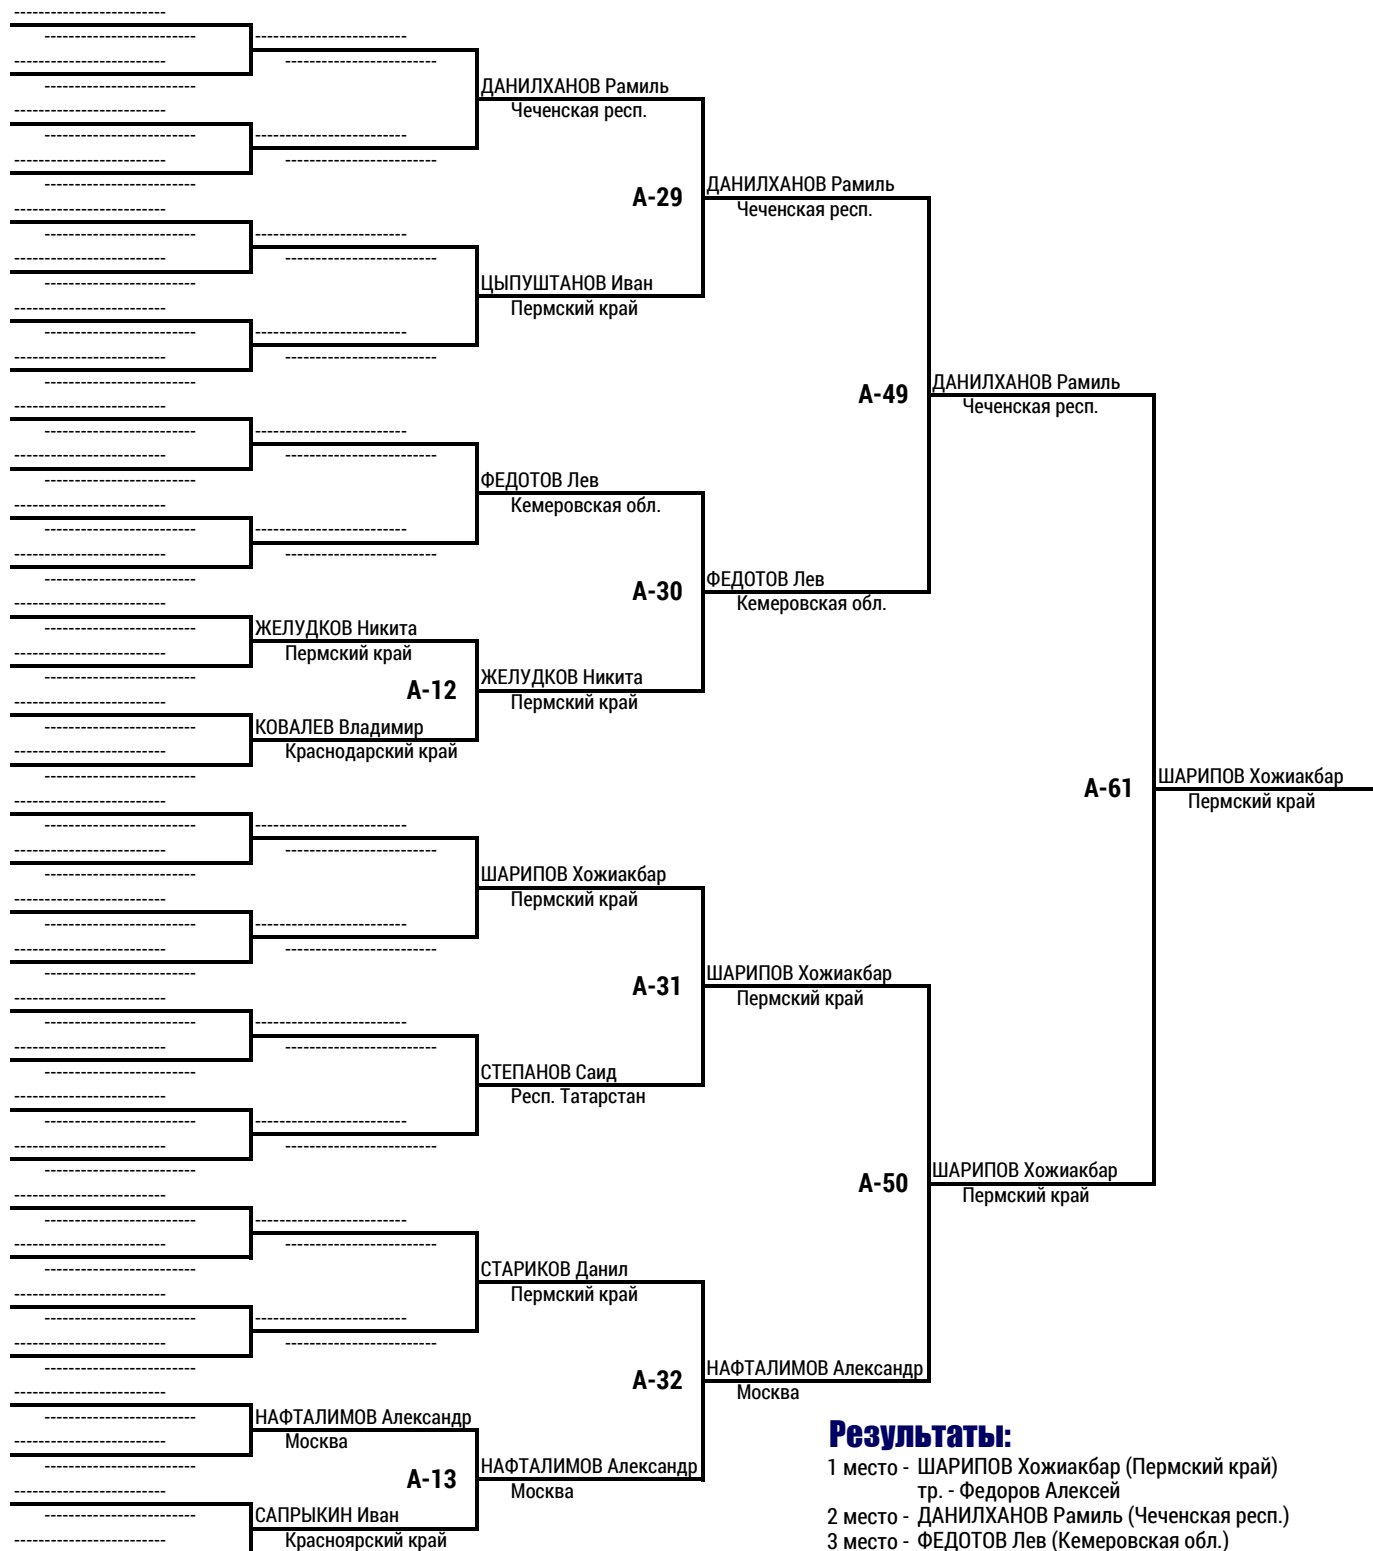 ДАНИЛХАНОВ Рамиль
Чеченская респ.
А-29
ДАНИЛХАНОВ Рамиль
Чеченская респ.
ЦЫПУШТАНОВ Иван
Пермский край
А-49
ДАНИЛХАНОВ Рамиль
Чеченская респ.
ФЕДОТОВ Лев
Кемеровская обл.
А-30
ФЕДОТОВ Лев
Кемеровская обл.
ЖЕЛУДКОВ Никита
Пермский край
А-12
ЖЕЛУДКОВ Никита
Пермский край
КОВАЛЕВ Владимир
Краснодарский край
А-61
ШАРИПОВ Хожиакбар
Пермский край
ШАРИПОВ Хожиакбар
Пермский край
А-31
ШАРИПОВ Хожиакбар
Пермский край
СТЕПАНОВ Саид
Респ. Татарстан
А-50
ШАРИПОВ Хожиакбар
Пермский край
СТАРИКОВ Данил
Пермский край
А-32
НАФТАЛИМОВ Александр
Москва
НАФТАЛИМОВ Александр
Москва
А-13
НАФТАЛИМОВ Александр
Москва
САПРЫКИН Иван
Красноярский край
Результаты:
1 место - ШАРИПОВ Хожиакбар (Пермский край)
тр. - Федоров Алексей
2 место - ДАНИЛХАНОВ Рамиль (Чеченская респ.)
3 место - ФЕДОТОВ Лев (Кемеровская обл.)